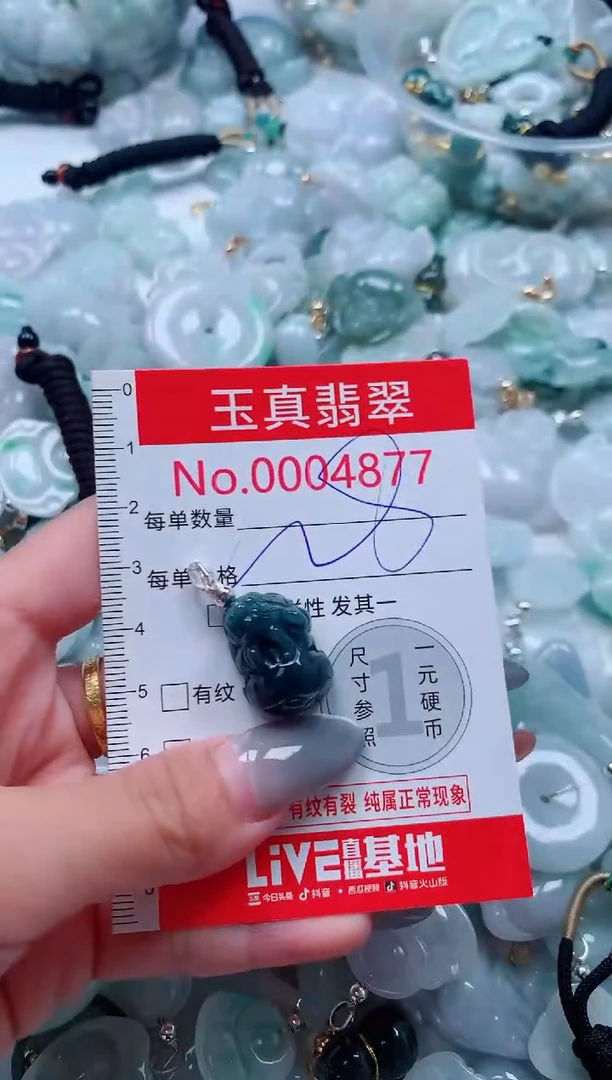 0
玉真翡翠
1
No.0004877
2
每单数量
3
每单 格
性 发其一
4
尺寸参照
1
一元硬币
5
有纹
6
有纹有裂 纯属正常现象
LiVE直播基地
今日头条 抖音 • 西瓜视频 抖音火山版